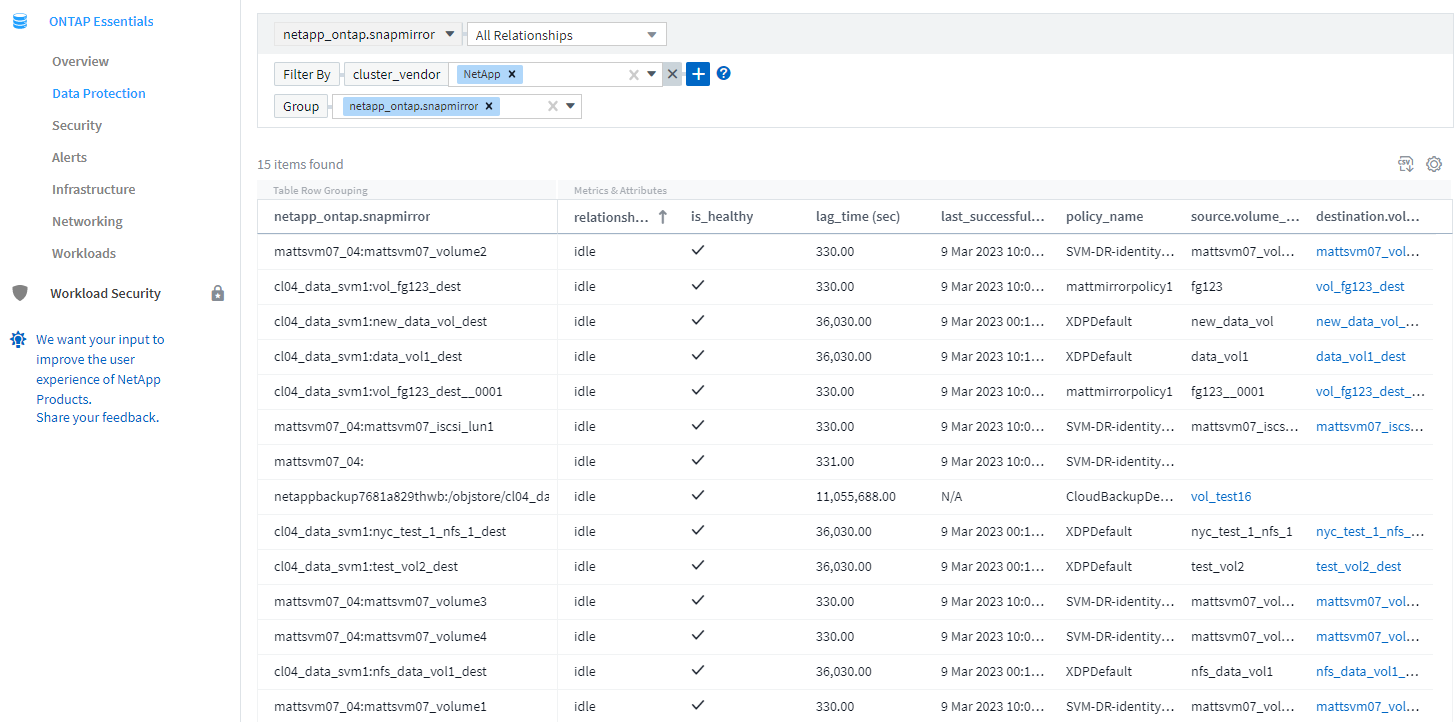 ONTAP Essentials
Overview
Data Protection
Security
Alerts
Infrastructure
Networking
Workloads
Workload Security
We want your input to
improve the user
experience of NetApp
Products.
Share your feedback.
netapp_ontap.snapmirror All Relationships
Filter By cluster_vendor NetApp × × × + ?
Group netapp_ontap.snapmirror × ×
15 items found CSV
Table Row Grouping Metrics & Attributes
netapp_ontap.snapmirror relationsh... ↑ is_healthy lag_time (sec) last_successful... policy_name source.volume_... destination.vol...
mattsvm07_04:mattsvm07_volume2 idle ✓ 330.00 9 Mar 2023 10:0... SVM-DR-identity... mattsvm07_vol... mattsvm07_vol...
cl04_data_svm1:vol_fg123_dest idle ✓ 330.00 9 Mar 2023 10:0... mattmirrorpolicy1 fg123 vol_fg123_dest
cl04_data_svm1:new_data_vol_dest idle ✓ 36,030.00 9 Mar 2023 00:1... XDPDefault new_data_vol new_data_vol_...
cl04_data_svm1:data_vol1_dest idle ✓ 36,030.00 9 Mar 2023 10:1... XDPDefault data_vol1 data_vol1_dest
cl04_data_svm1:vol_fg123_dest__0001 idle ✓ 330.00 9 Mar 2023 10:0... mattmirrorpolicy1 fg123__0001 vol_fg123_dest_...
mattsvm07_04:mattsvm07_iscsi_lun1 idle ✓ 330.00 9 Mar 2023 10:0... SVM-DR-identity... mattsvm07_iscs... mattsvm07_iscs...
mattsvm07_04: idle ✓ 331.00 9 Mar 2023 10:0... SVM-DR-identity...
netappbackup7681a829thwb:/objstore/cl04_da idle ✓ 11,055,688.00 N/A CloudBackupDe... vol_test16
cl04_data_svm1:nyc_test_1_nfs_1_dest idle ✓ 36,030.00 9 Mar 2023 00:1... XDPDefault nyc_test_1_nfs_1 nyc_test_1_nfs_...
cl04_data_svm1:test_vol2_dest idle ✓ 36,030.00 9 Mar 2023 00:1... XDPDefault test_vol2 test_vol2_dest
mattsvm07_04:mattsvm07_volume3 idle ✓ 330.00 9 Mar 2023 10:0... SVM-DR-identity... mattsvm07_vol... mattsvm07_vol...
mattsvm07_04:mattsvm07_volume4 idle ✓ 330.00 9 Mar 2023 10:0... SVM-DR-identity... mattsvm07_vol... mattsvm07_vol...
cl04_data_svm1:nfs_data_vol1_dest idle ✓ 36,030.00 9 Mar 2023 00:1... XDPDefault nfs_data_vol1 nfs_data_vol1_...
mattsvm07_04:mattsvm07_volume1 idle ✓ 330.00 9 Mar 2023 10:0... SVM-DR-identity... mattsvm07_vol... mattsvm07_vol...